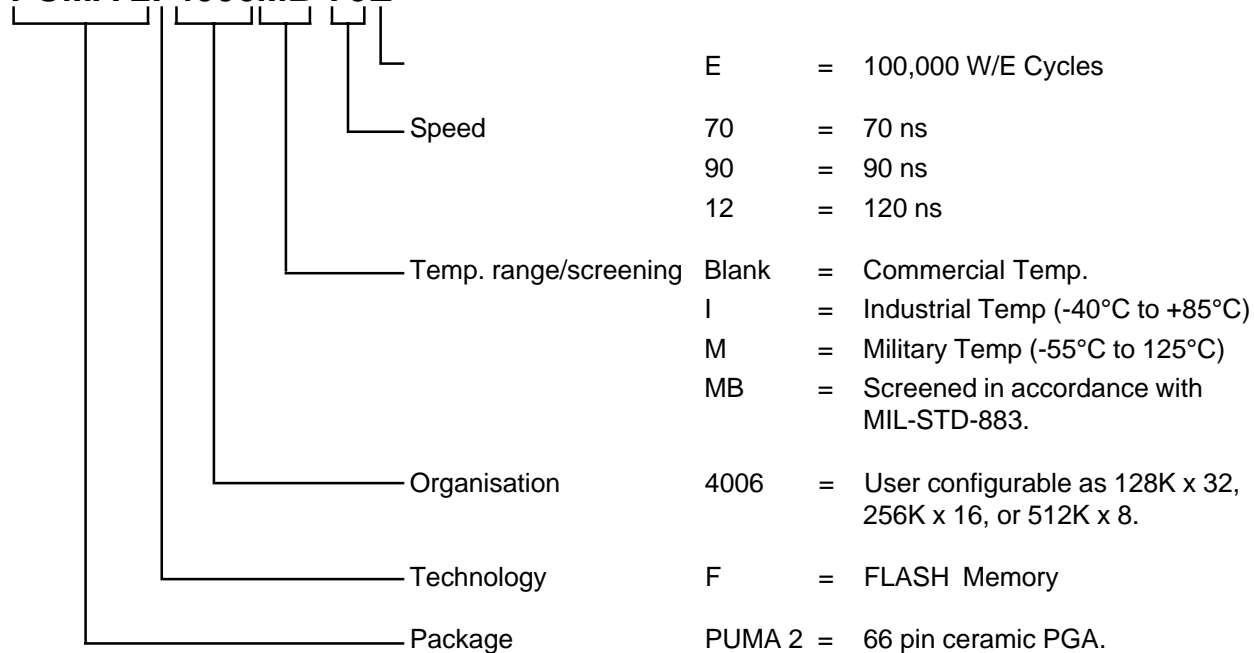 E = 100,000 W/E Cycles
Speed 70 = 70 ns
90 = 90 ns
12 = 120 ns
Temp. range/screening Blank = Commercial Temp.
I = Industrial Temp (-40°C to +85°C)
M = Military Temp (-55°C to 125°C)
MB = Screened in accordance with
MIL-STD-883.
Organisation 4006 = User configurable as 128K x 32,
256K x 16, or 512K x 8.
Technology F = FLASH Memory
Package PUMA 2 = 66 pin ceramic PGA.